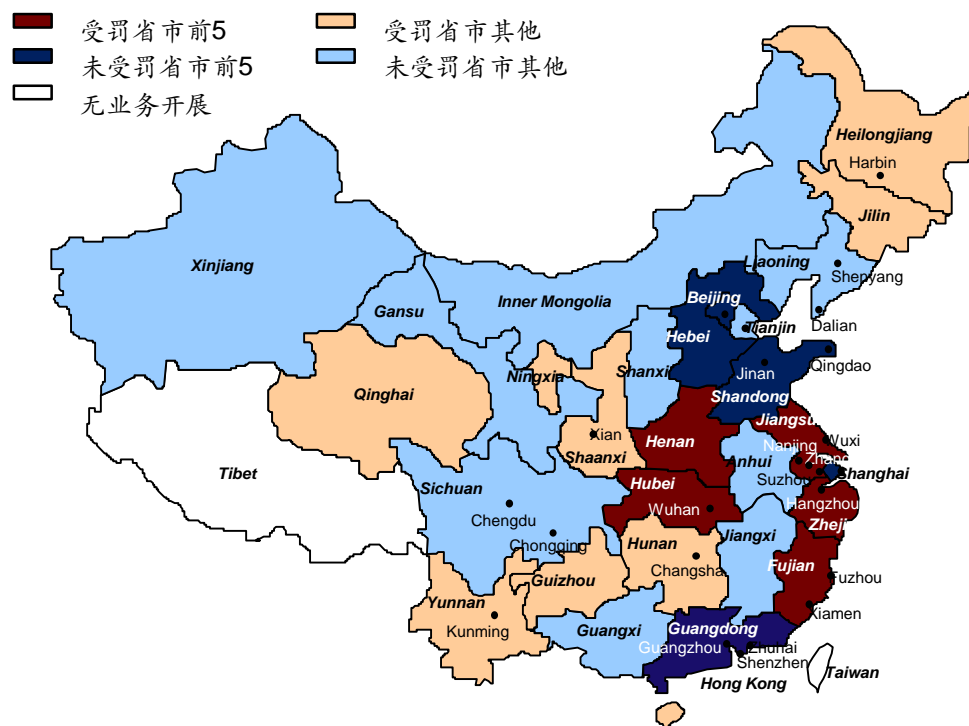 受罚省市前5
受罚省市其他
未受罚省市前5
未受罚省市其他
无业务开展
Heilongjiang
Harbin
Jilin
Xinjiang
Liaoning
Shenyang
Gansu
Inner Mongolia
Beijing
Dalian
Tianjin
Hebei
Qingdao
Ningxia
Shanxi
Jinan
Qinghai
Shandong
Jiangsu
Xian
Henan
Nanjing
Wuxi
Shaanxi
Anhui
Zhang
Tibet
Suzhou
Shanghai
Sichuan
Hubei
Hangzhou
Wuhan
Chengdu
Zheji
Chongqing
Hunan
Jiangxi
Changsha
Fujian
Guizhou
Fuzhou
Yunnan
Xiamen
Kunming
Guangxi
Guangdong
Guangzhou
Zhuhai
Shenzhen
Taiwan
Hong Kong